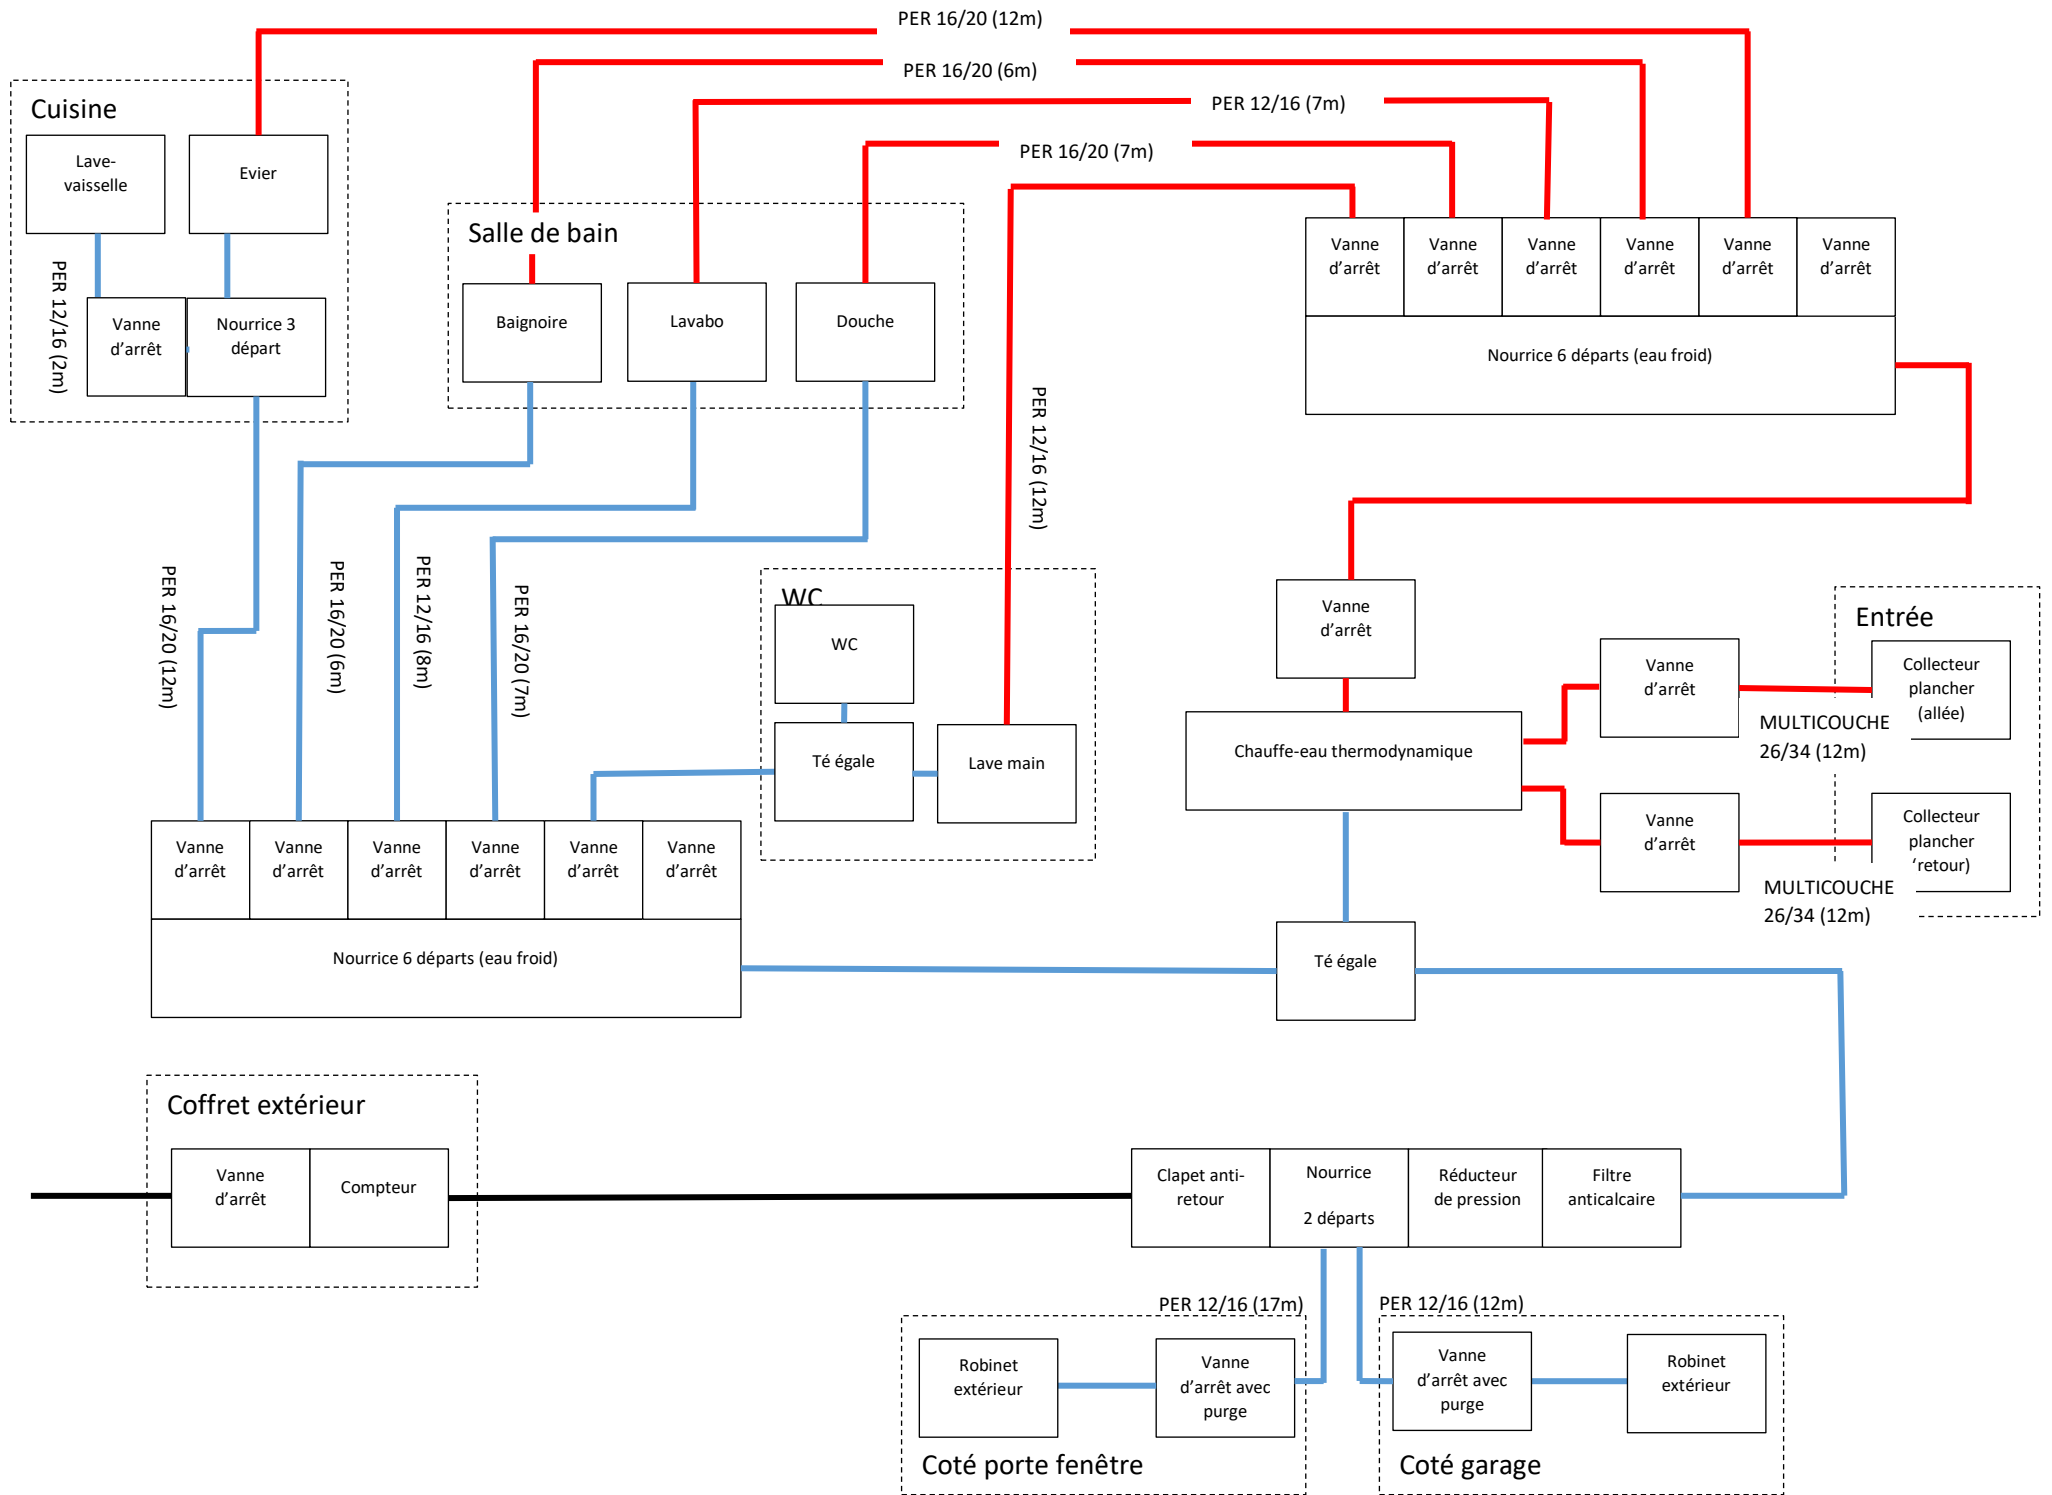 PER 16/20 (12m)
PER 16/20 (6m)
PER 12/16 (7m)
PER 16/20 (7m)
Cuisine
Lave-
vaisselle
Evier
PER 12/16 (2m)
Vanne
d’arrêt
Nourrice 3
départ
Salle de bain
Baignoire
Lavabo
Douche
PER 12/16 (12m)
Vanne
d’arrêt
Vanne
d’arrêt
Vanne
d’arrêt
Vanne
d’arrêt
Vanne
d’arrêt
Vanne
d’arrêt
Nourrice 6 départs (eau froid)
PER 16/20 (12m)
PER 16/20 (6m)
PER 12/16 (8m)
PER 16/20 (7m)
WC
WC
Té égale
Lave main
Vanne
d’arrêt
Chauffe-eau thermodynamique
Vanne
d’arrêt
Vanne
d’arrêt
Entrée
Collecteur
plancher
(allée)
MULTICOUCHE
26/34 (12m)
Collecteur
plancher
retour)
MULTICOUCHE
26/34 (12m)
Vanne
d’arrêt
Vanne
d’arrêt
Vanne
d’arrêt
Vanne
d’arrêt
Vanne
d’arrêt
Vanne
d’arrêt
Nourrice 6 départs (eau froid)
Té égale
Coffret extérieur
Vanne
d’arrêt
Compteur
Clapet anti-
retour
Nourrice
2 départs
Réducteur
de pression
Filtre
anticalcaire
PER 12/16 (17m)
PER 12/16 (12m)
Robinet
extérieur
Vanne
d’arrêt avec
purge
Coté porte fenêtre
Vanne
d’arrêt avec
purge
Robinet
extérieur
Coté garage